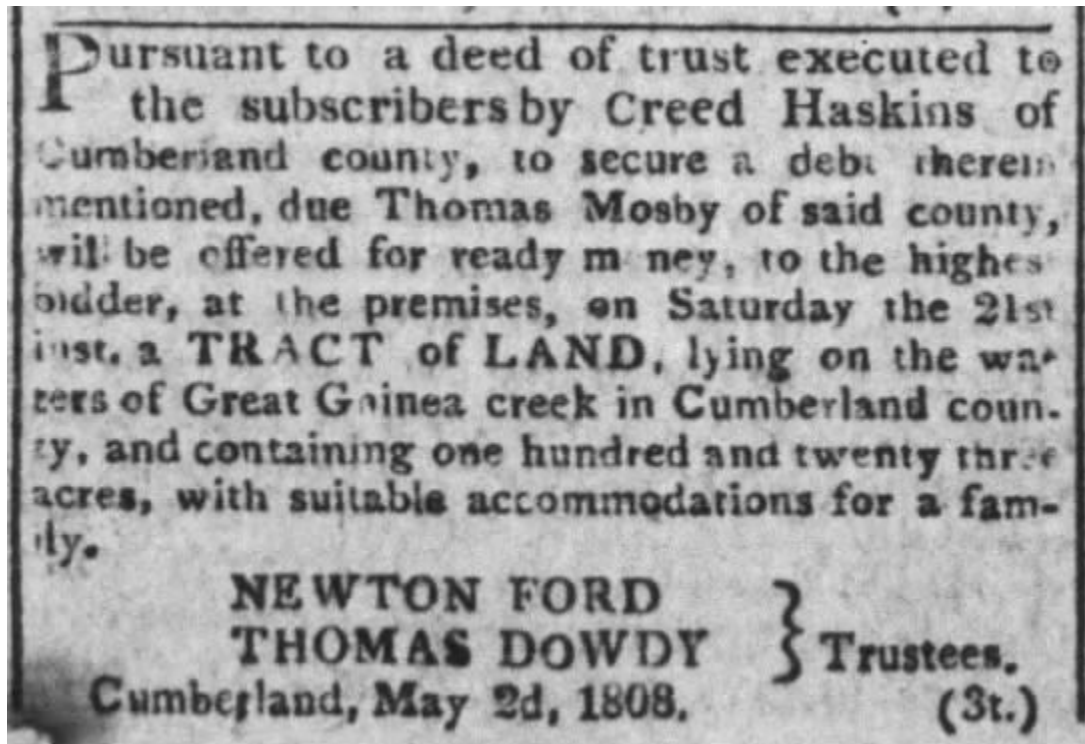 Pursuant to a deed of trust executed to
the subscribers by Creed Haskins of
Cumberland county, to secure a debt therein
mentioned, due Thomas Mosby of said county,
will be offered for ready money, to the highest
bidder, at the premises, on Saturday the 21st
inst. a TRACT of LAND, lying on the wa-
ters of Great Guinea creek in Cumberland coun-
ty, and containing one hundred and twenty three
acres, with suitable accommodations for a fam-
ily.
NEWTON FORD
THOMAS DOWDY } Trustees.
Cumberland, May 2d, 1808. (3t.)